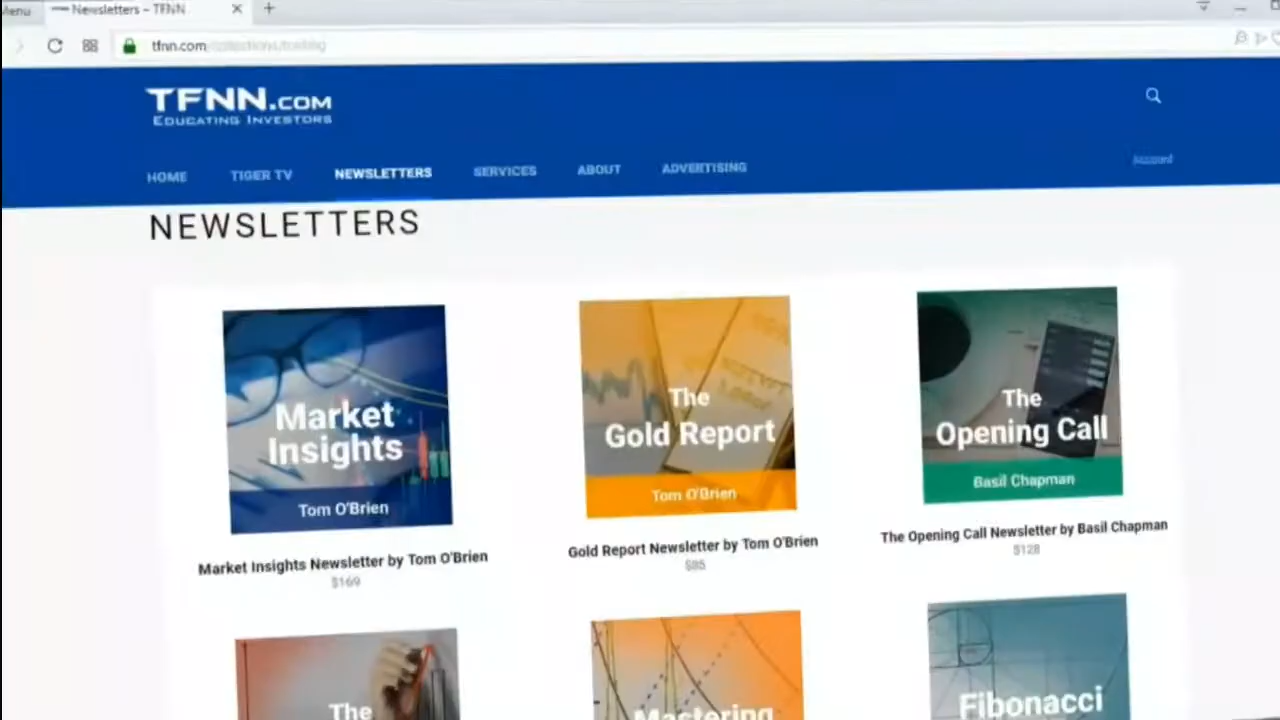 Menu
Newsletters – TFNN
tfnn.com
TFNN.COM
EDUCATING INVESTORS
HOME TIGER TV NEWSLETTERS SERVICES ABOUT ADVERTISING
Account
NEWSLETTERS
Market
Insights
Tom O'Brien
Market Insights Newsletter by Tom O'Brien
$169
The
Gold Report
Tom O'Brien
Gold Report Newsletter by Tom O'Brien
$85
The
Opening Call
Basil Chapman
The Opening Call Newsletter by Basil Chapman
$128
The
Mastering
Fibonacci